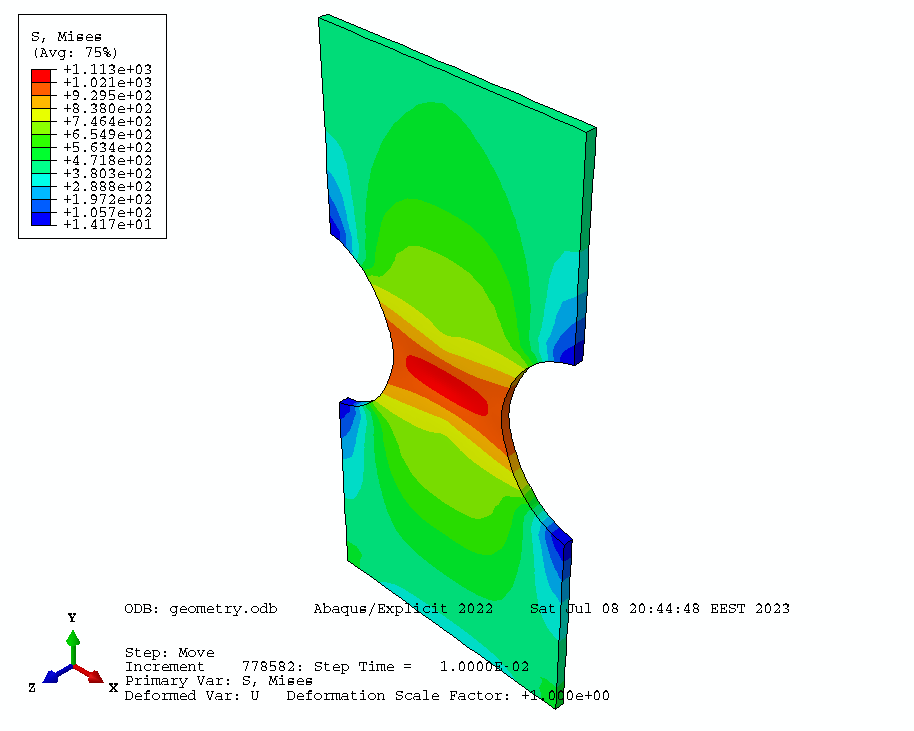 S, Mises
(Avg: 75%)
+1.113e+03
+1.021e+03
+9.295e+02
+8.380e+02
+7.464e+02
+6.549e+02
+5.634e+02
+4.718e+02
+3.803e+02
+2.888e+02
+1.972e+02
+1.057e+02
+1.417e+01
ODB: geometry.odb Abaqus/Explicit 2022 Sat Jul 08 20:44:48 EEST 2023
Y
Z
X
Step: Move
Increment 778582: Step Time = 1.0000E-02
Primary Var: S, Mises
Deformed Var: U Deformation Scale Factor: +1.000e+00